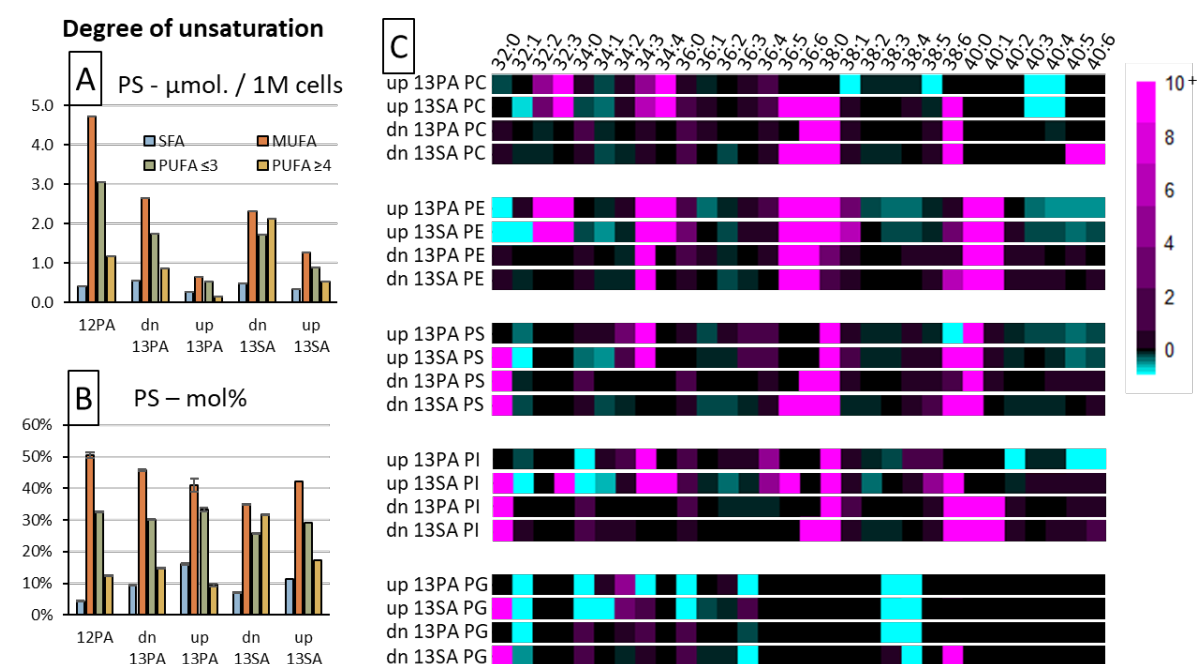 Degree of unsaturation
A
PS - µmol. / 1M cells
5.0
4.0
3.0
2.0
1.0
0.0
SFA
MUFA
PUFA ≤3
PUFA ≥4
12PA
dn
13PA
up
13PA
dn
13SA
up
13SA
B
PS – mol%
60%
50%
40%
30%
20%
10%
0%
12PA
dn
13PA
up
13PA
dn
13SA
up
13SA
C
32:0 32:1 32:2 32:3 34:0 34:1 34:2 34:3 34:4 36:0 36:1 36:2 36:3 36:4 36:5 36:6 38:0 38:1 38:2 38:3 38:4 38:5 38:6 40:0 40:1 40:2 40:3 40:4 40:5 40:6
up 13PA PC
up 13SA PC
dn 13PA PC
dn 13SA PC
up 13PA PE
up 13SA PE
dn 13PA PE
dn 13SA PE
up 13PA PS
up 13SA PS
dn 13PA PS
dn 13SA PS
up 13PA PI
up 13SA PI
dn 13PA PI
dn 13SA PI
up 13PA PG
up 13SA PG
dn 13PA PG
dn 13SA PG
10+
8
6
4
2
0